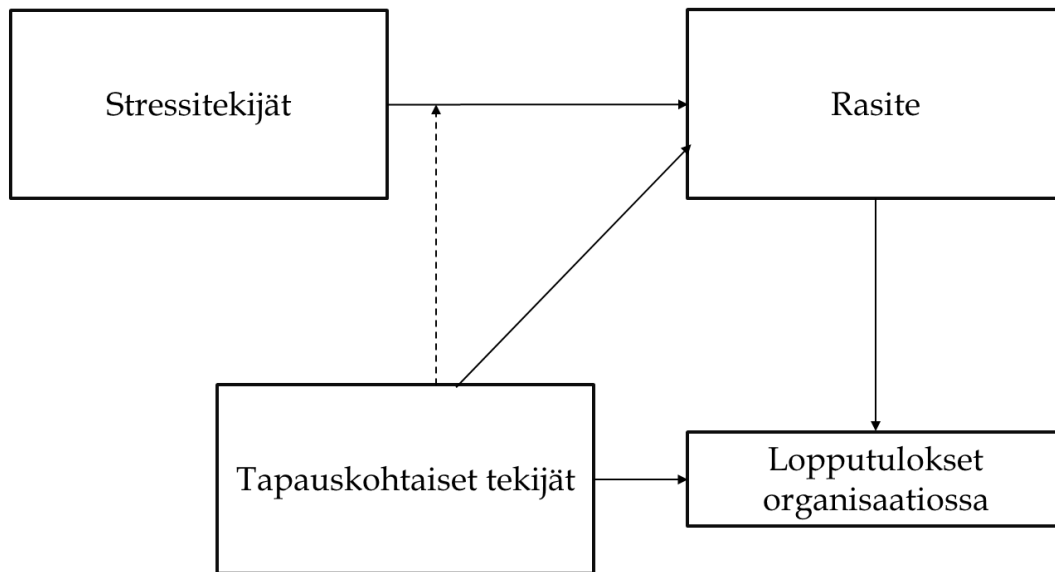 Stressitekijät
Rasite
Tapauskohtaiset tekijät
Lopputulokset
organisaatiossa